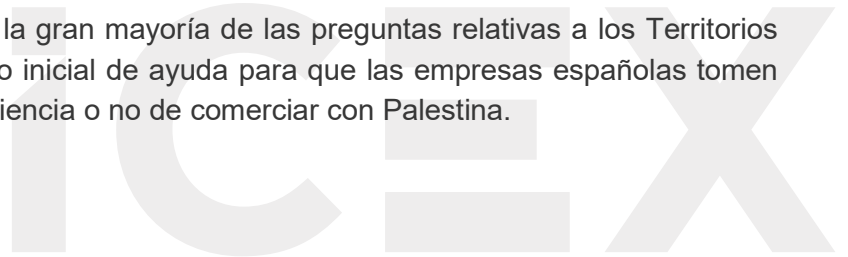 la gran mayoría de las preguntas relativas a los Territorios
o inicial de ayuda para que las empresas españolas tomen
iencia o no de comerciar con Palestina.
iCEX